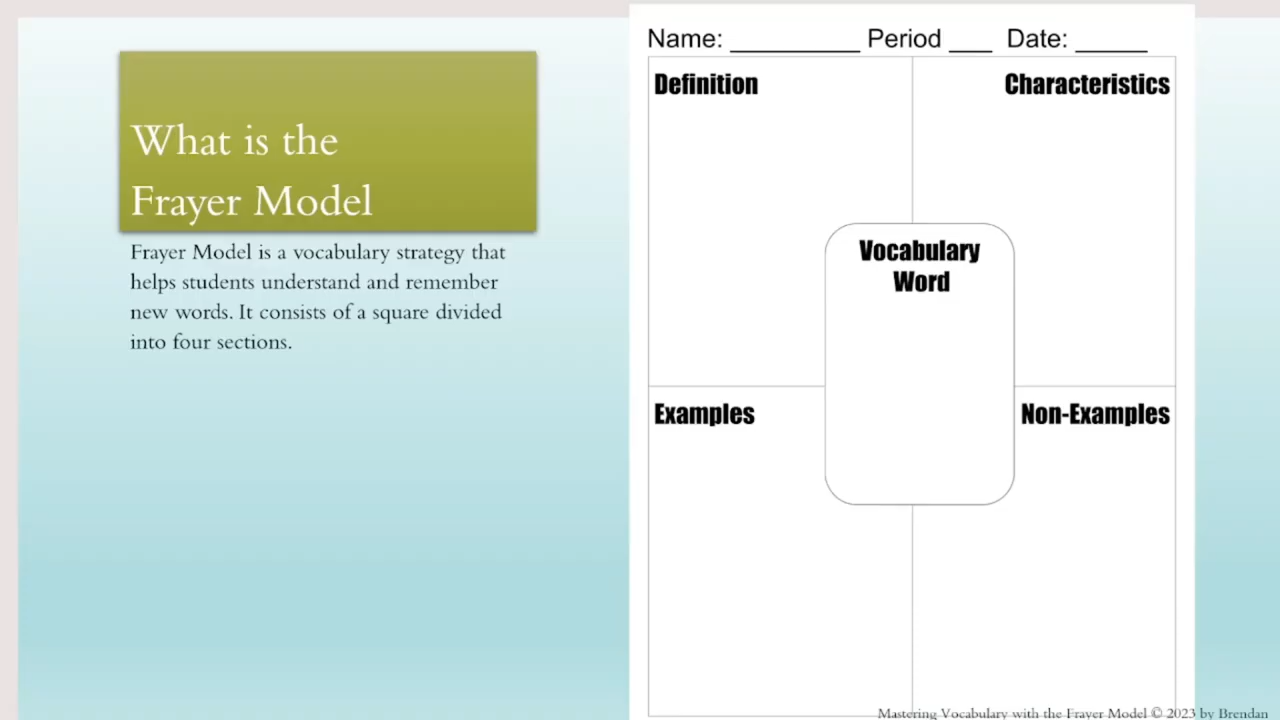 What is the
Frayer Model
Frayer Model is a vocabulary strategy that
helps students understand and remember
new words. It consists of a square divided
into four sections.
Name: __________ Period ___ Date: _____
Definition
Characteristics
Vocabulary
Word
Examples
Non-Examples
Mastering Vocabulary with the Frayer Model © 2023 by Brendan